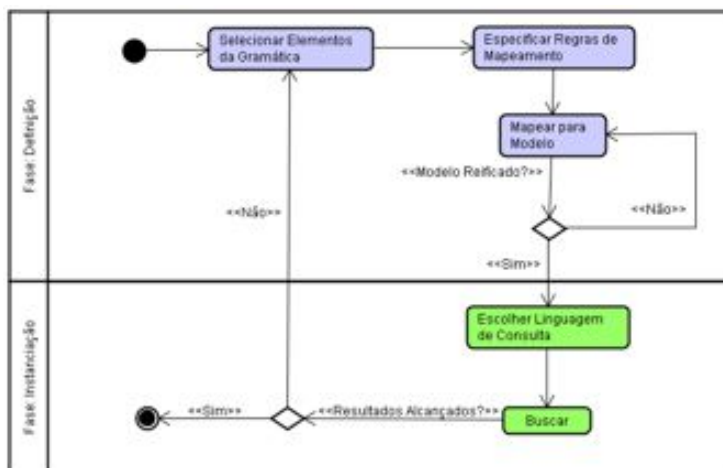 Fase: Definição
Selecionar Elementos
da Gramática
Especificar Regras de
Mapeamento
Mapear para
Modelo
<<Modelo Reificado?>>
<<Não>>
<<Não>>
<<Sim>>
Fase: Instanciação
Escolher Linguagem
de Consulta
<<Sim>>
<<Resultados Alcançados?>>
Buscar